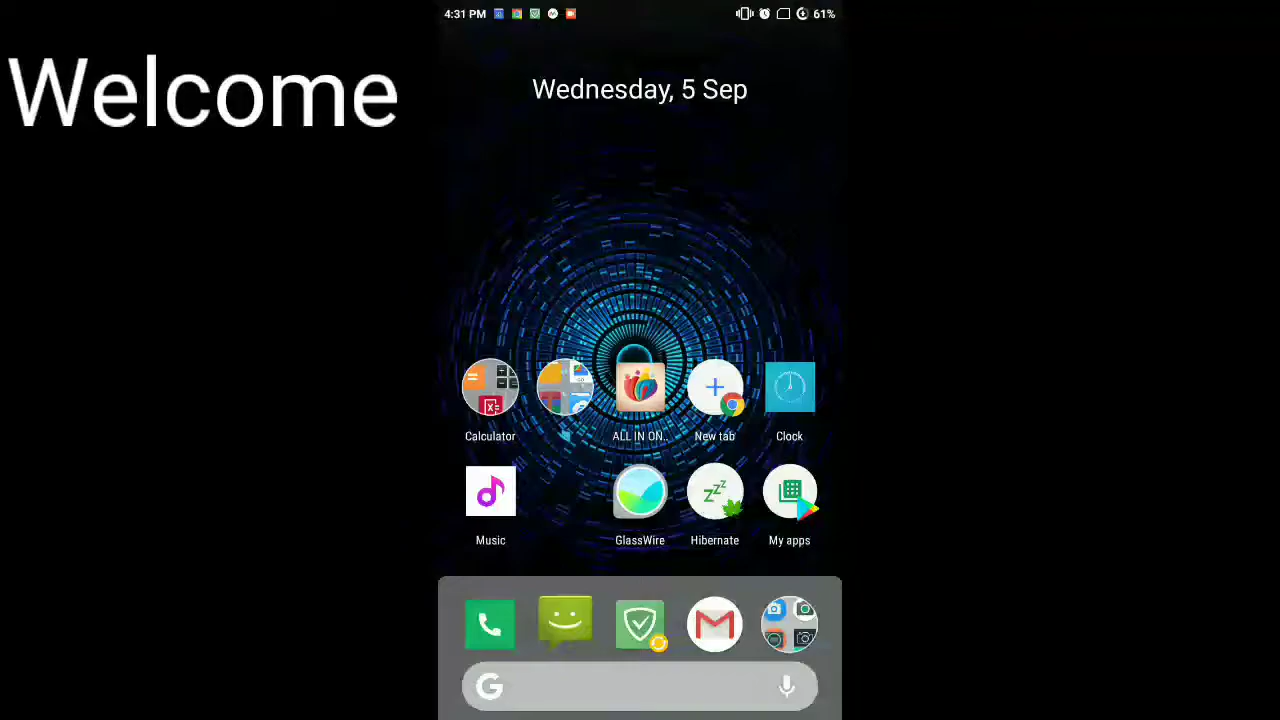 4:31 PM
61%
Welcome
Wednesday, 5 Sep
Calculator
ALL IN ON..
New tab
Clock
Music
GlassWire
Hibernate
My apps